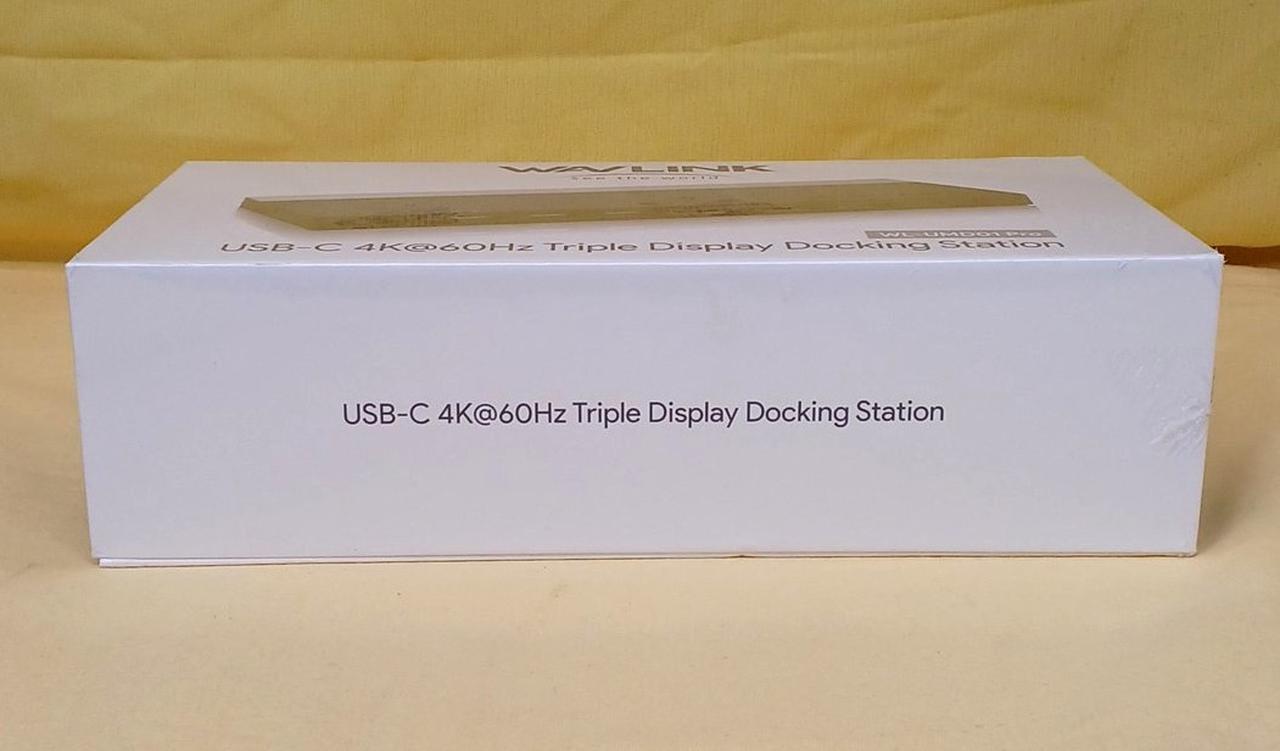 WAVLINK
See the world
WL-UMD01 Pro
USB-C 4K@60Hz Triple Display Docking Station
USB-C 4K@60Hz Triple Display Docking Station